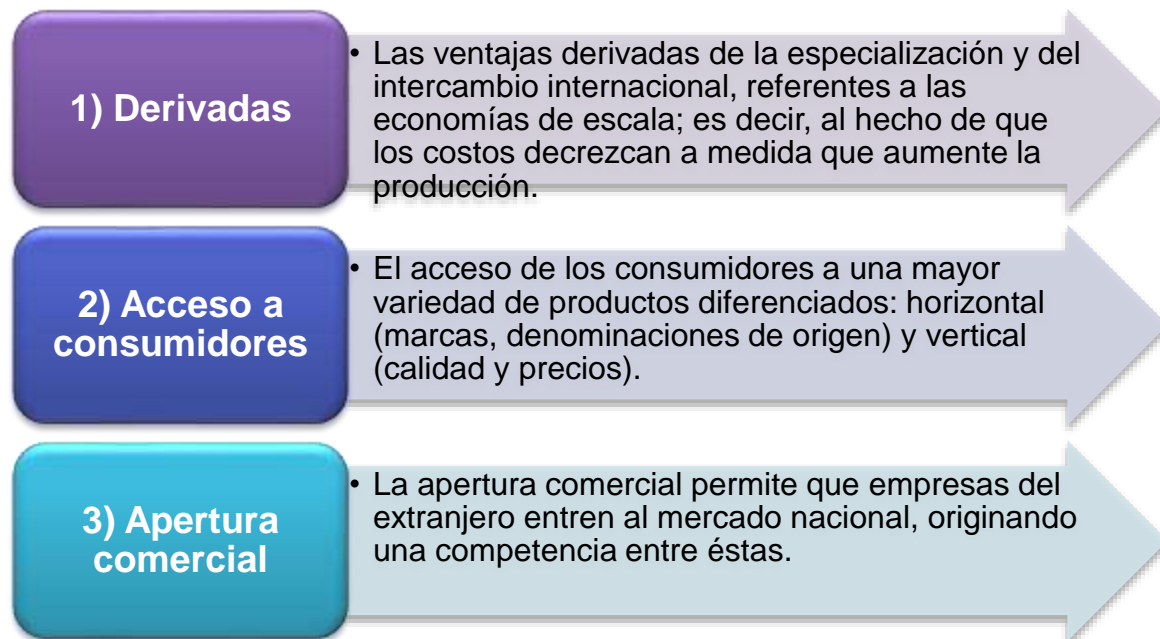 1) Derivadas
• Las ventajas derivadas de la especialización y del
intercambio internacional, referentes a las
economías de escala; es decir, al hecho de que
los costos decrezcan a medida que aumente la
producción.
2) Acceso a
consumidores
• El acceso de los consumidores a una mayor
variedad de productos diferenciados: horizontal
(marcas, denominaciones de origen) y vertical
(calidad y precios).
3) Apertura
comercial
• La apertura comercial permite que empresas del
extranjero entren al mercado nacional, originando
una competencia entre éstas.